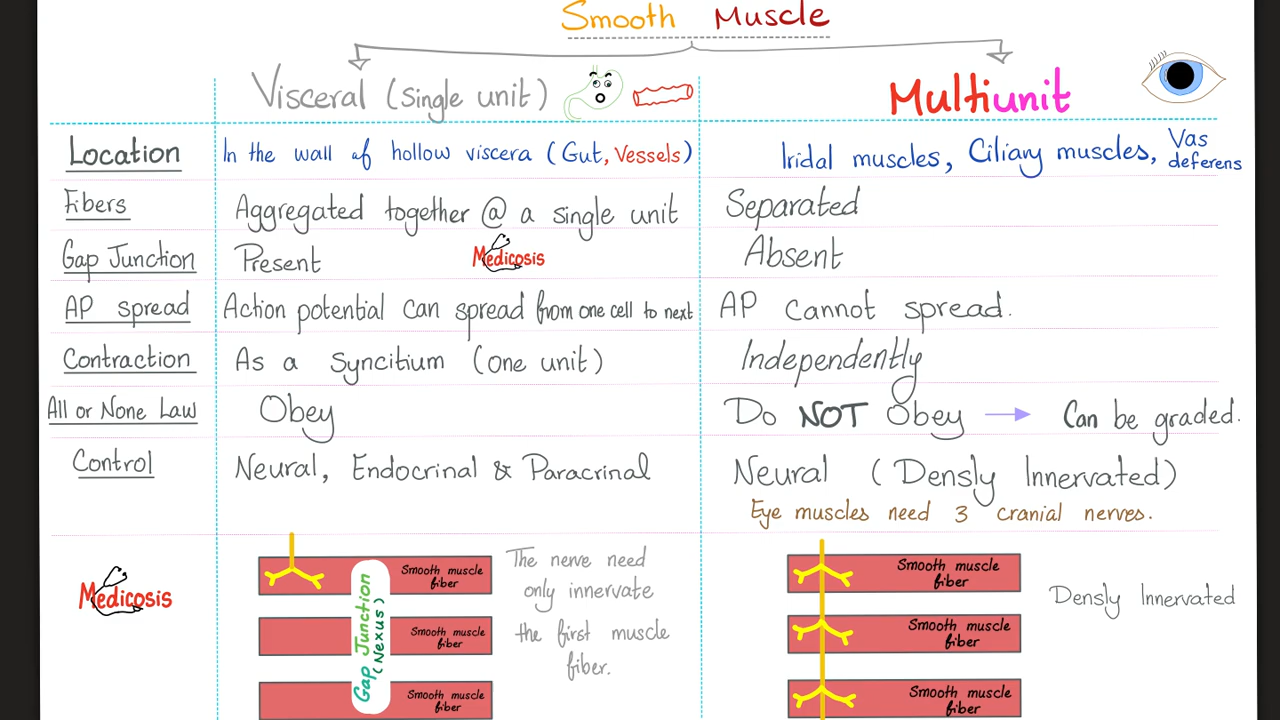 Smooth Muscle
Visceral (Single unit)
Multiunit
Location
In the wall of hollow viscera (Gut, Vessels)
Iridal muscles, Ciliary muscles, Vas deferens
Fibers
Aggregated together @ a single unit
Separated
Gap Junction
Present
Medicosis
Absent
AP spread
Action potential can spread from one cell to next
AP cannot spread.
Contraction
As a Syncitium (one unit)
Independently
All or None Law
Obey
Do NOT Obey → Can be graded.
Control
Neural, Endocrinal & Paracrinal
Neural (Densly Innervated)
Eye muscles need 3 cranial nerves.
Medicosis
Smooth muscle
fiber
Smooth muscle
fiber
Smooth muscle
fiber
Gap Junction
(Nexus)
The nerve need
only innervate
the first muscle
fiber.
Smooth muscle
fiber
Smooth muscle
fiber
Smooth muscle
fiber
Densly Innervated